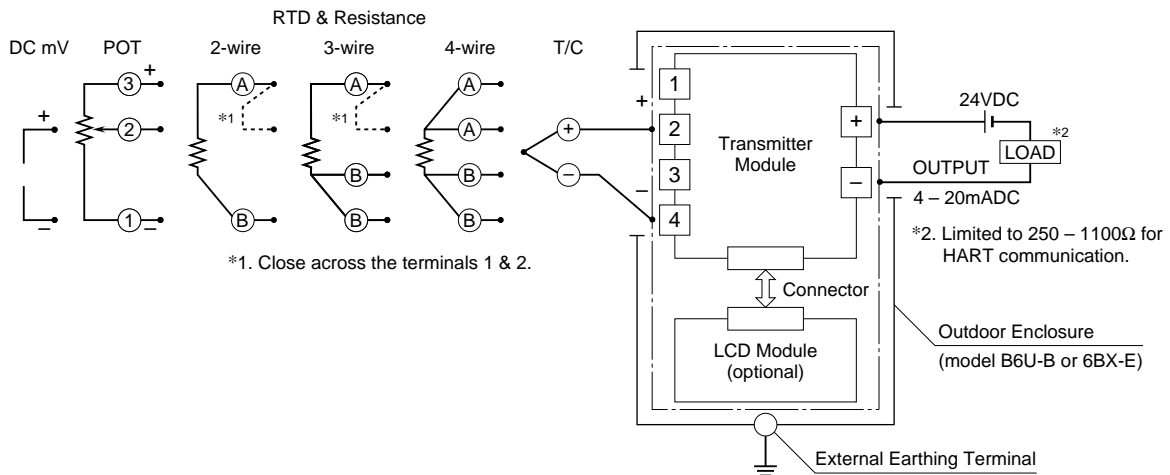 RTD & Resistance
DC mV POT 2-wire 3-wire 4-wire T/C
3 + A A A 1
24VDC
+ *1 *1 + + *2
2 A + 2 Transmitter Module LOAD
B B − 3 − OUTPUT
− 1 − B B B 4 4 – 20mADC
*1. Close across the terminals 1 & 2.
*2. Limited to 250 – 1100Ω for
HART communication.
Connector
LCD Module
(optional)
Outdoor Enclosure
(model B6U-B or 6BX-E)
External Earthing Terminal